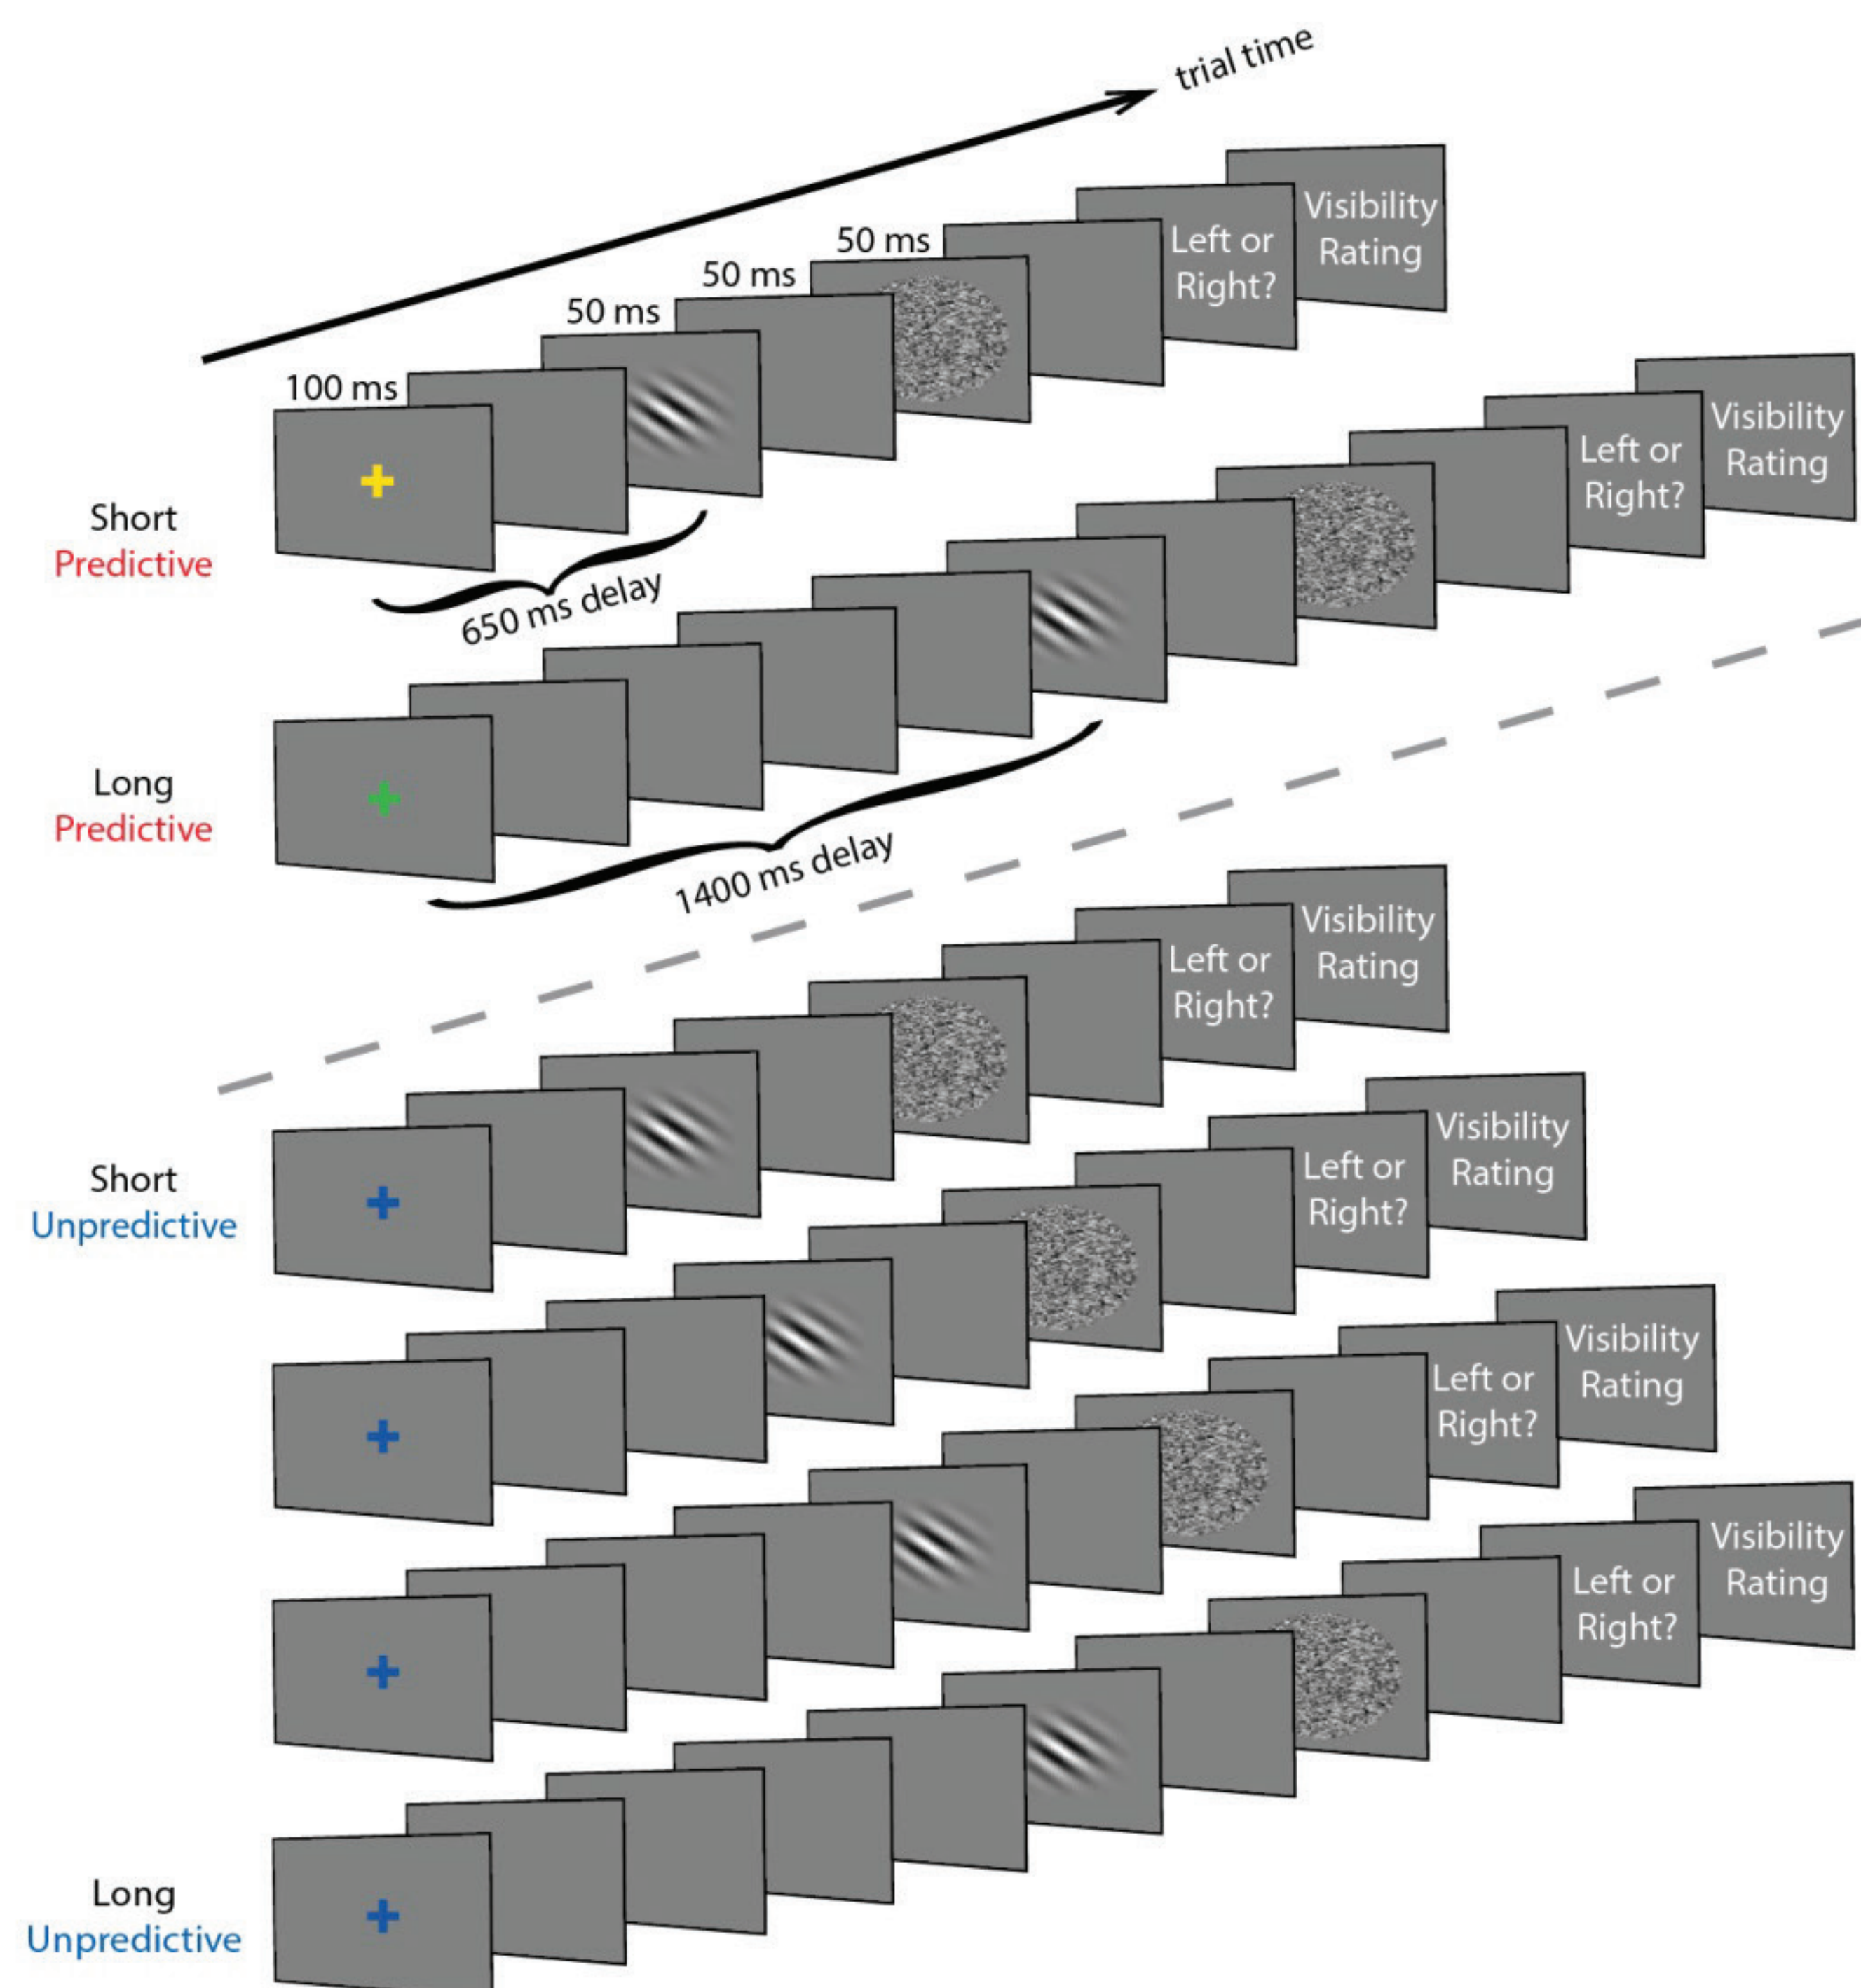 trial time
100 ms
50 ms
50 ms
50 ms
Left or
Right?
Visibility
Rating
Short
Predictive
650 ms delay
Left or
Right?
Visibility
Rating
Long
Predictive
1400 ms delay
Left or
Right?
Visibility
Rating
Short
Unpredictive
Left or
Right?
Visibility
Rating
Left or
Right?
Visibility
Rating
Left or
Right?
Visibility
Rating
Long
Unpredictive